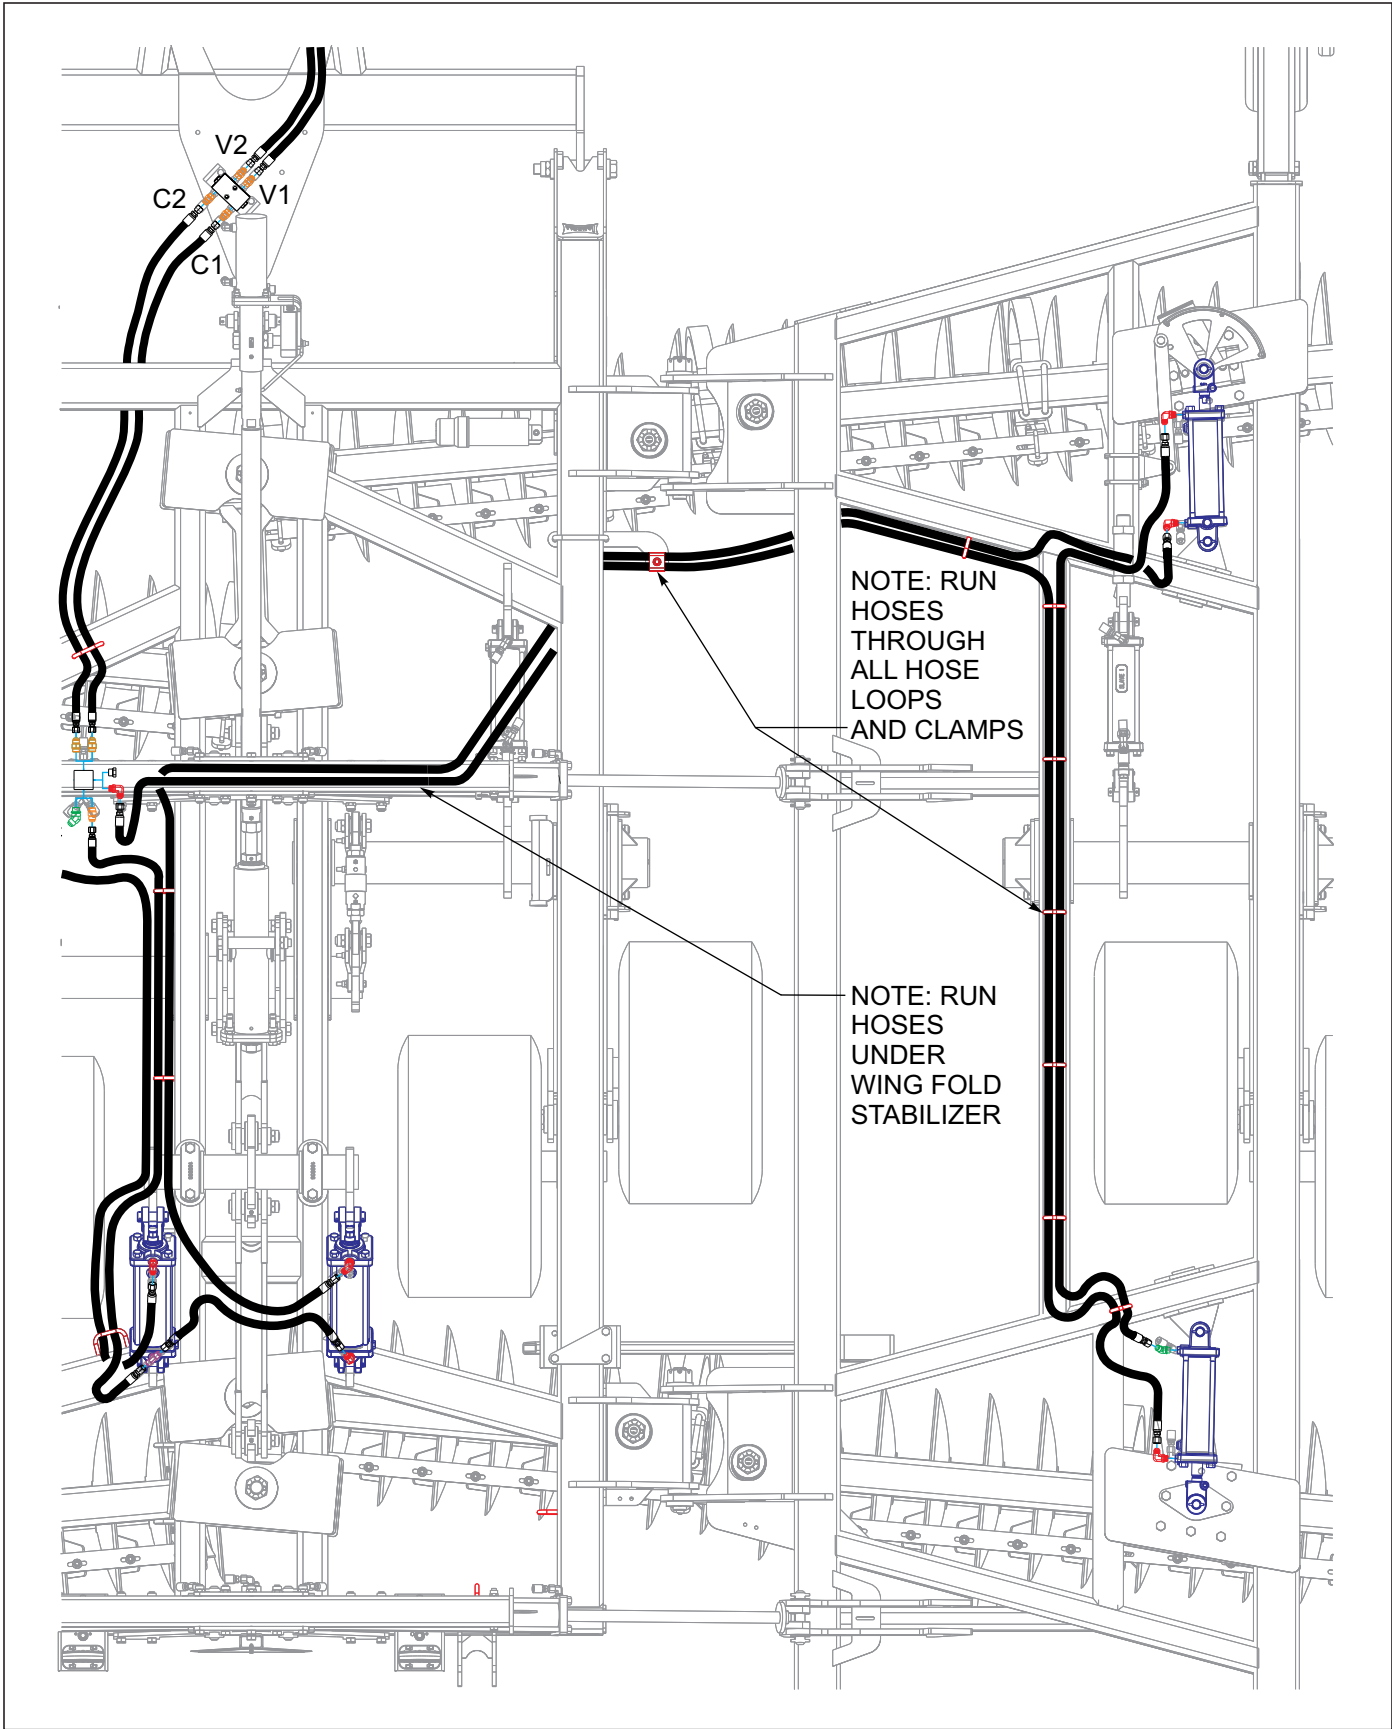 V2
C2
V1
C1
NOTE: RUN
HOSES
THROUGH
ALL HOSE
LOOPS
AND CLAMPS
NOTE: RUN
HOSES
UNDER
WING FOLD
STABILIZER